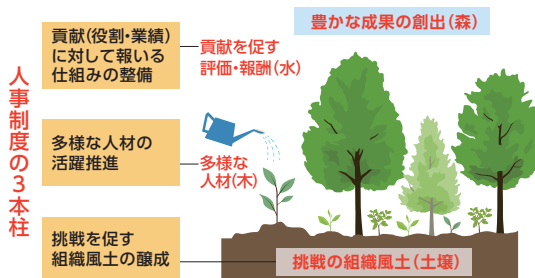 人事制度の3本柱
貢献(役割・業績)
に対して報いる
仕組みの整備
貢献を促す
評価・報酬(水)
多様な人材の
活躍推進
多様な
人材(木)
挑戦を促す
組織風土の醸成
豊かな成果の創出(森)
挑戦の組織風土(土壌)